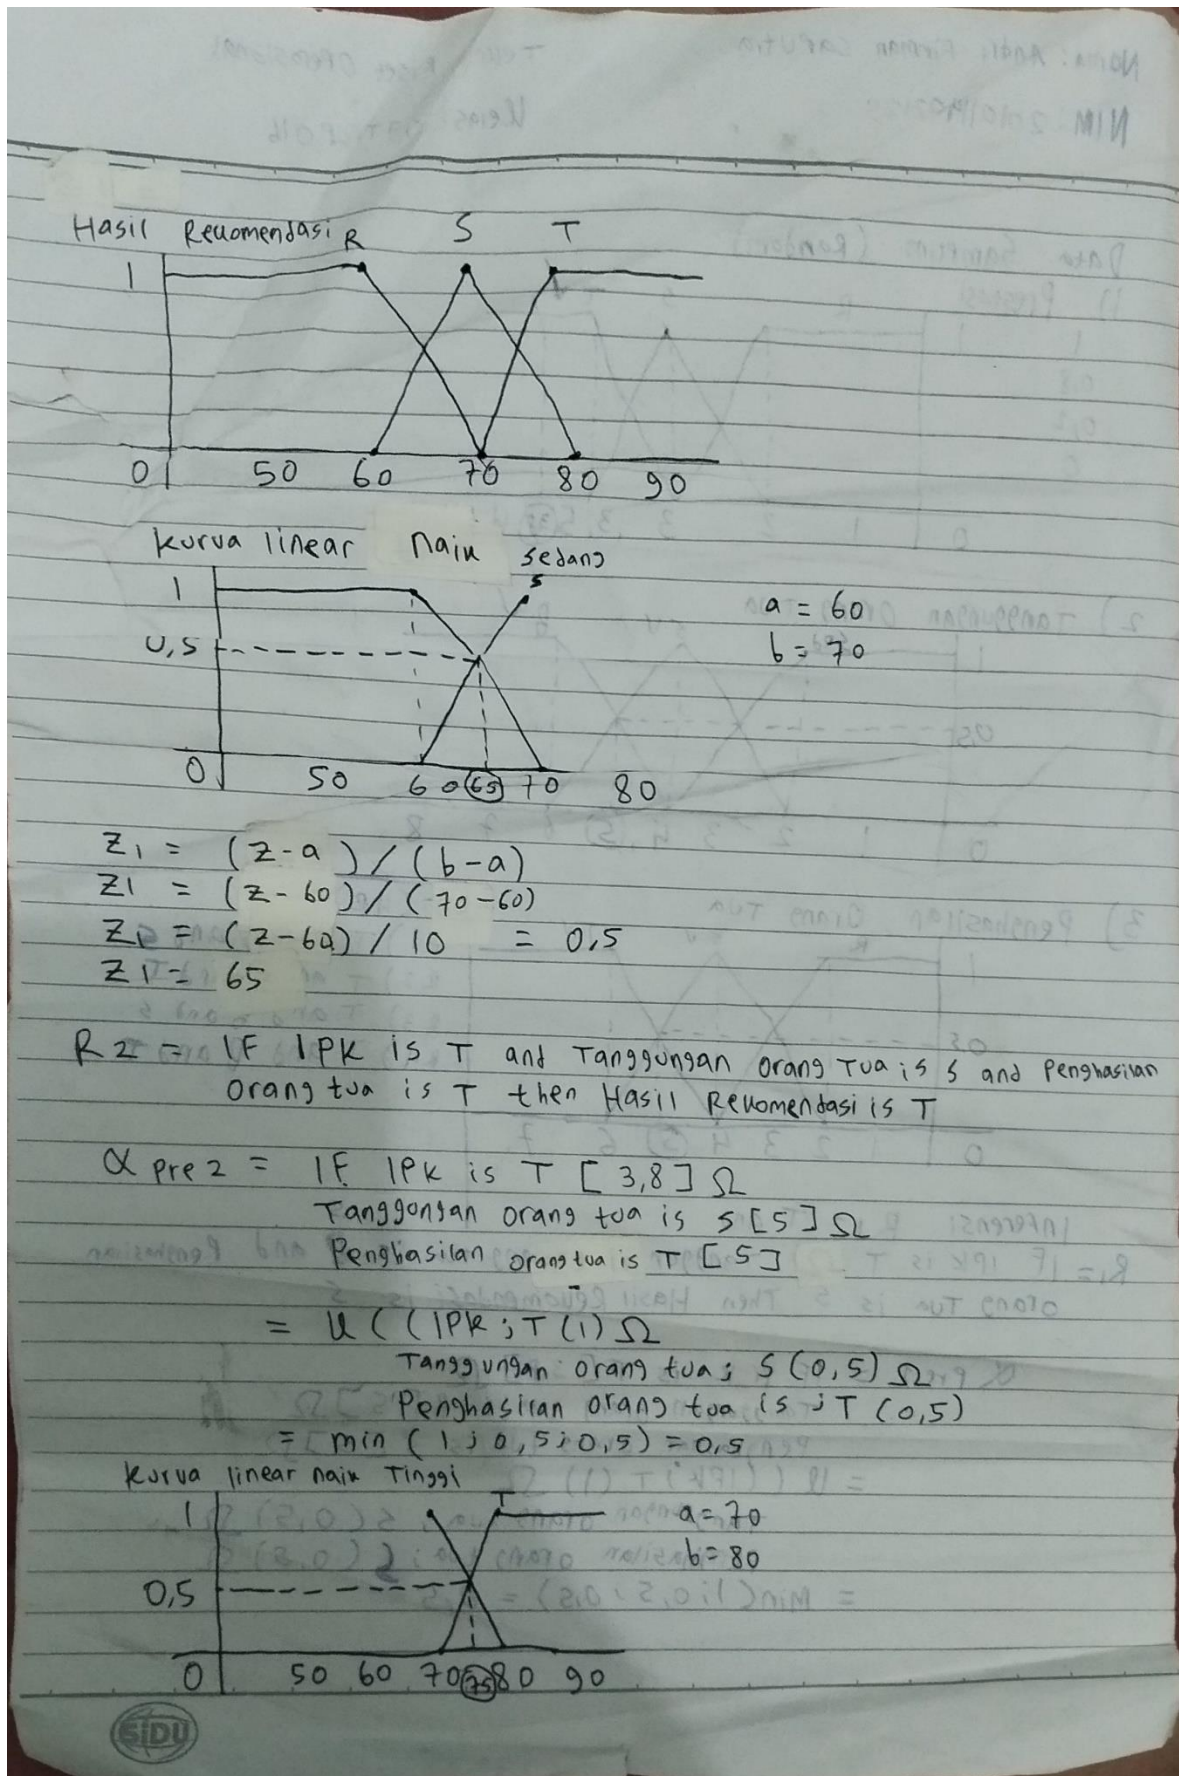 Hasil Rekomendasi R S T
1
0 50 60 70 80 90
kurva linear naik sedang
S
1
0,5
a = 60
b = 70
0 50 60 65 70 80
Z1 = (z-a) / (b-a)
Z1 = (z-60) / (70-60)
Z1 = (z-60) / 10 = 0,5
Z1 = 65
R2 = IF IPK is T and Tanggungan orang Tua is S and Penghasilan
orang tua is T then Hasil Rekomendasi is T
α pre 2 = IF IPK is T [3,8] Ω
Tanggongan orang tua is S [5] Ω
Penghasilan orang tua is T [5]
= U ((IPK ; T (1) Ω
Tanggungan orang tua ; S (0,5) Ω
Penghasilan orang tua is ; T (0,5)
= min (1 ; 0,5 ; 0,5) = 0,5
kurva linear naik Tinggi
T
1
a = 70
b = 80
0,5
0 50 60 70 75 80 90
SiDU